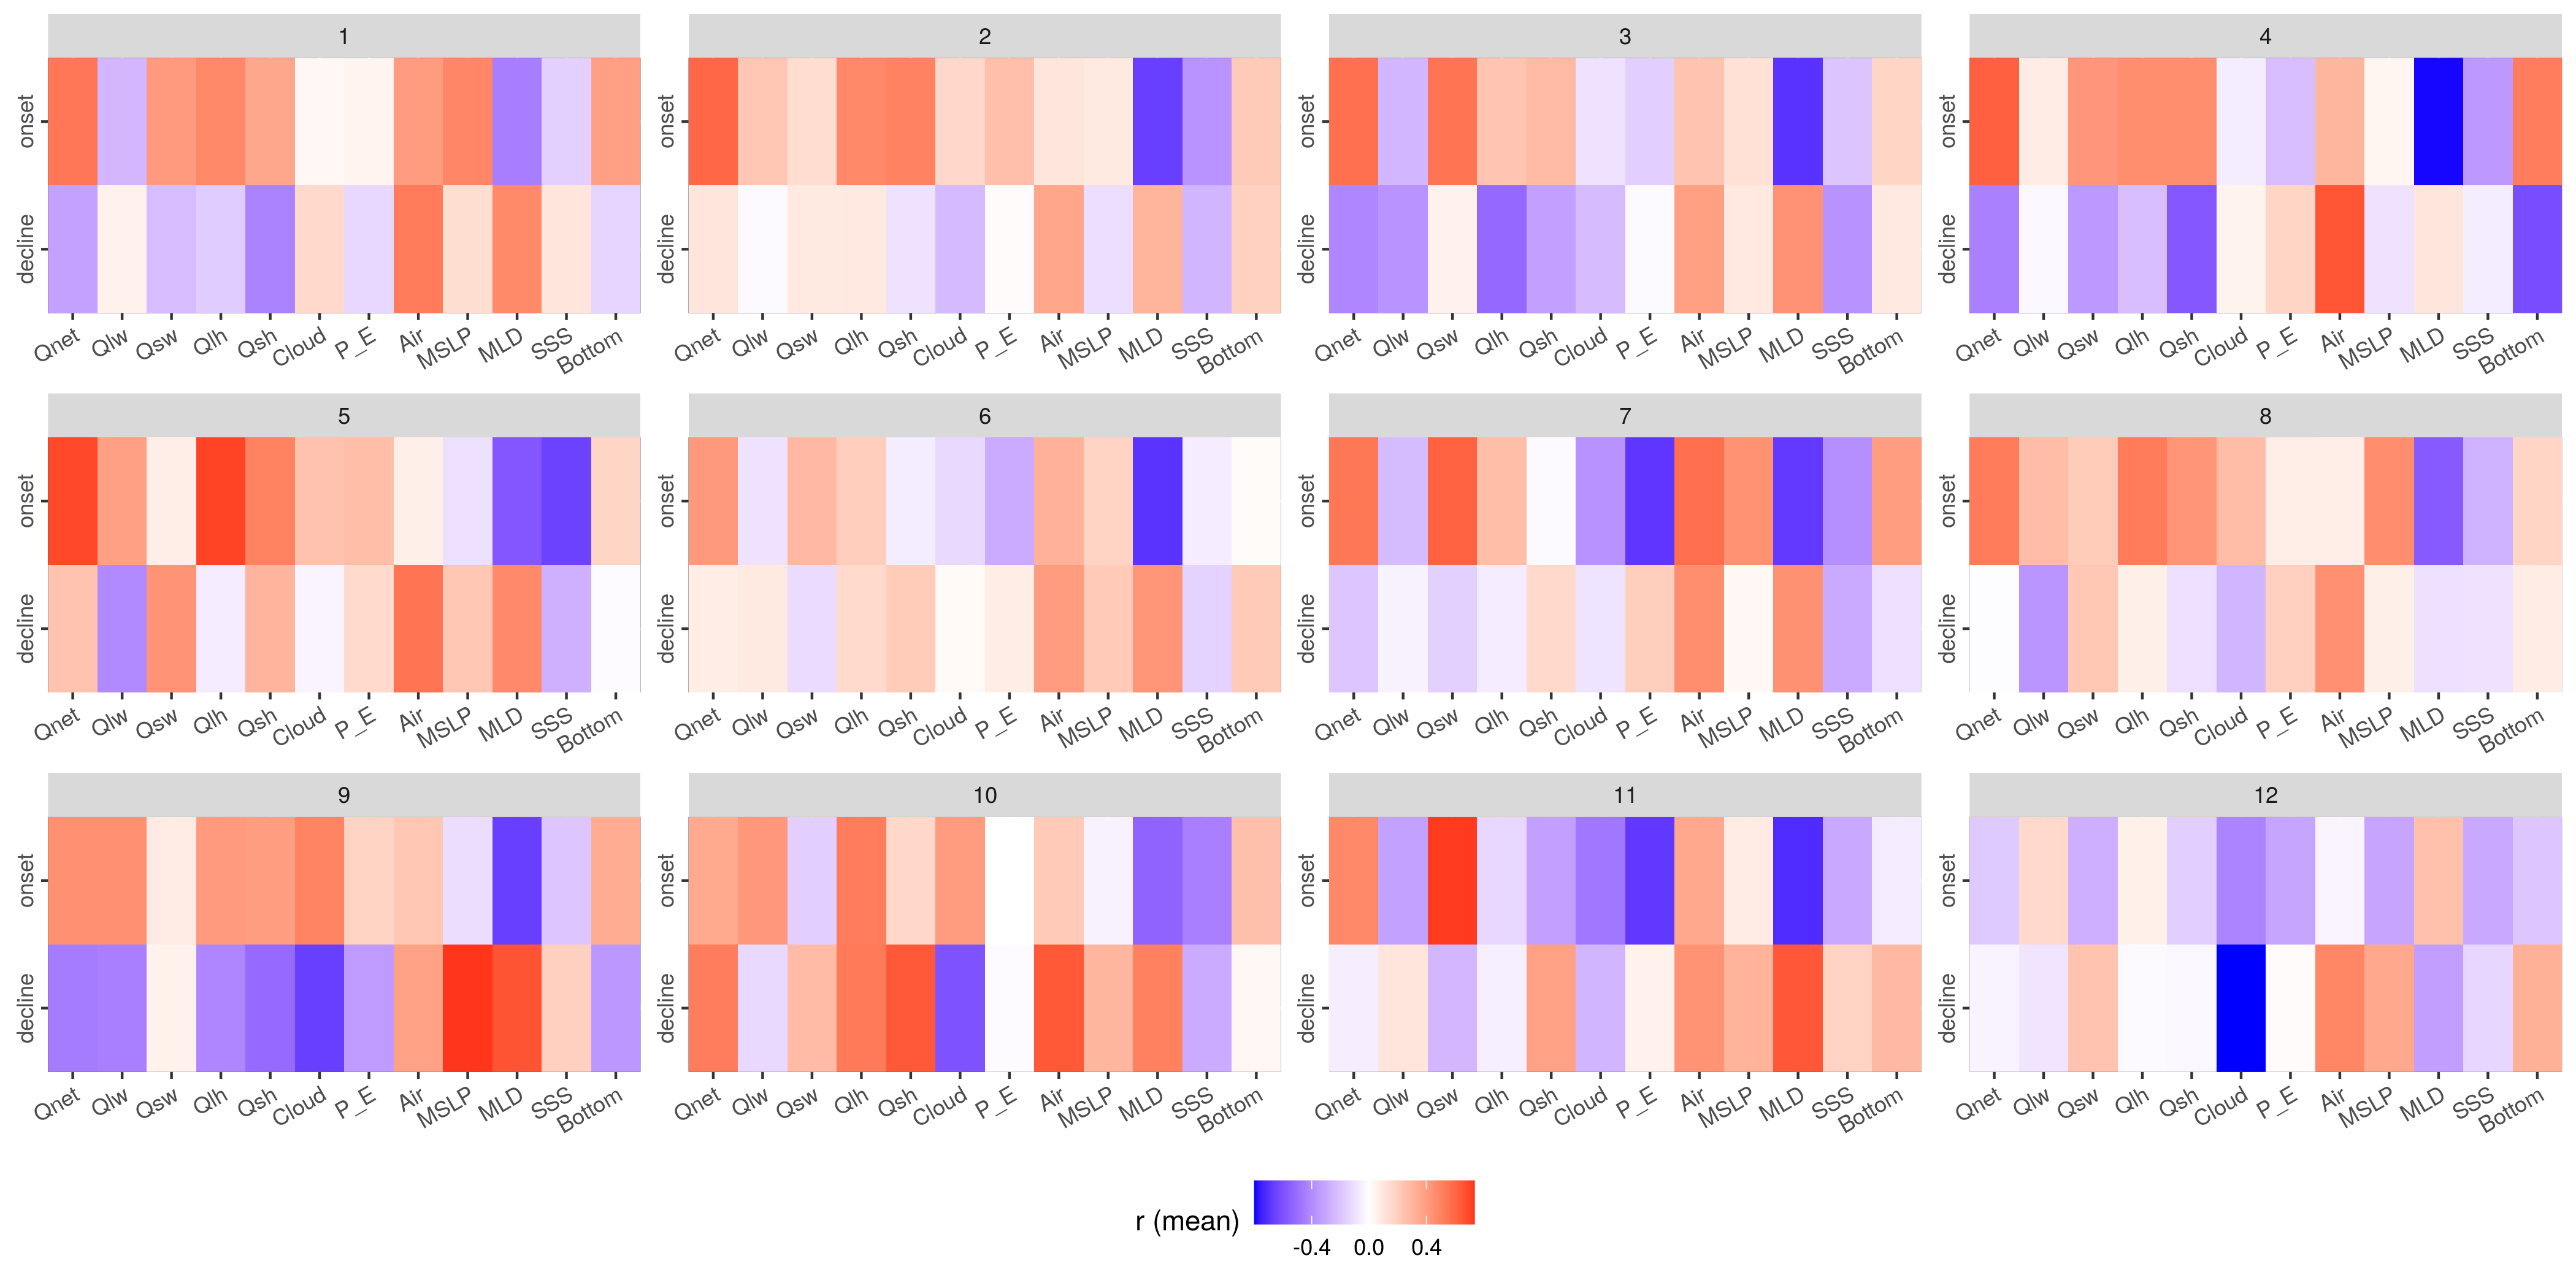 1
2
3
4
onset
decline
onset
decline
onset
decline
onset
decline
Qnet Qlw Qsw Qlh Qsh Cloud P_E Air MSLP MLD SSS Bottom
Qnet Qlw Qsw Qlh Qsh Cloud P_E Air MSLP MLD SSS Bottom
Qnet Qlw Qsw Qlh Qsh Cloud P_E Air MSLP MLD SSS Bottom
Qnet Qlw Qsw Qlh Qsh Cloud P_E Air MSLP MLD SSS Bottom
5
6
7
8
onset
decline
onset
decline
onset
decline
onset
decline
Qnet Qlw Qsw Qlh Qsh Cloud P_E Air MSLP MLD SSS Bottom
Qnet Qlw Qsw Qlh Qsh Cloud P_E Air MSLP MLD SSS Bottom
Qnet Qlw Qsw Qlh Qsh Cloud P_E Air MSLP MLD SSS Bottom
Qnet Qlw Qsw Qlh Qsh Cloud P_E Air MSLP MLD SSS Bottom
9
10
11
12
onset
decline
onset
decline
onset
decline
onset
decline
Qnet Qlw Qsw Qlh Qsh Cloud P_E Air MSLP MLD SSS Bottom
Qnet Qlw Qsw Qlh Qsh Cloud P_E Air MSLP MLD SSS Bottom
Qnet Qlw Qsw Qlh Qsh Cloud P_E Air MSLP MLD SSS Bottom
Qnet Qlw Qsw Qlh Qsh Cloud P_E Air MSLP MLD SSS Bottom
r (mean)
-0.4 0.0 0.4